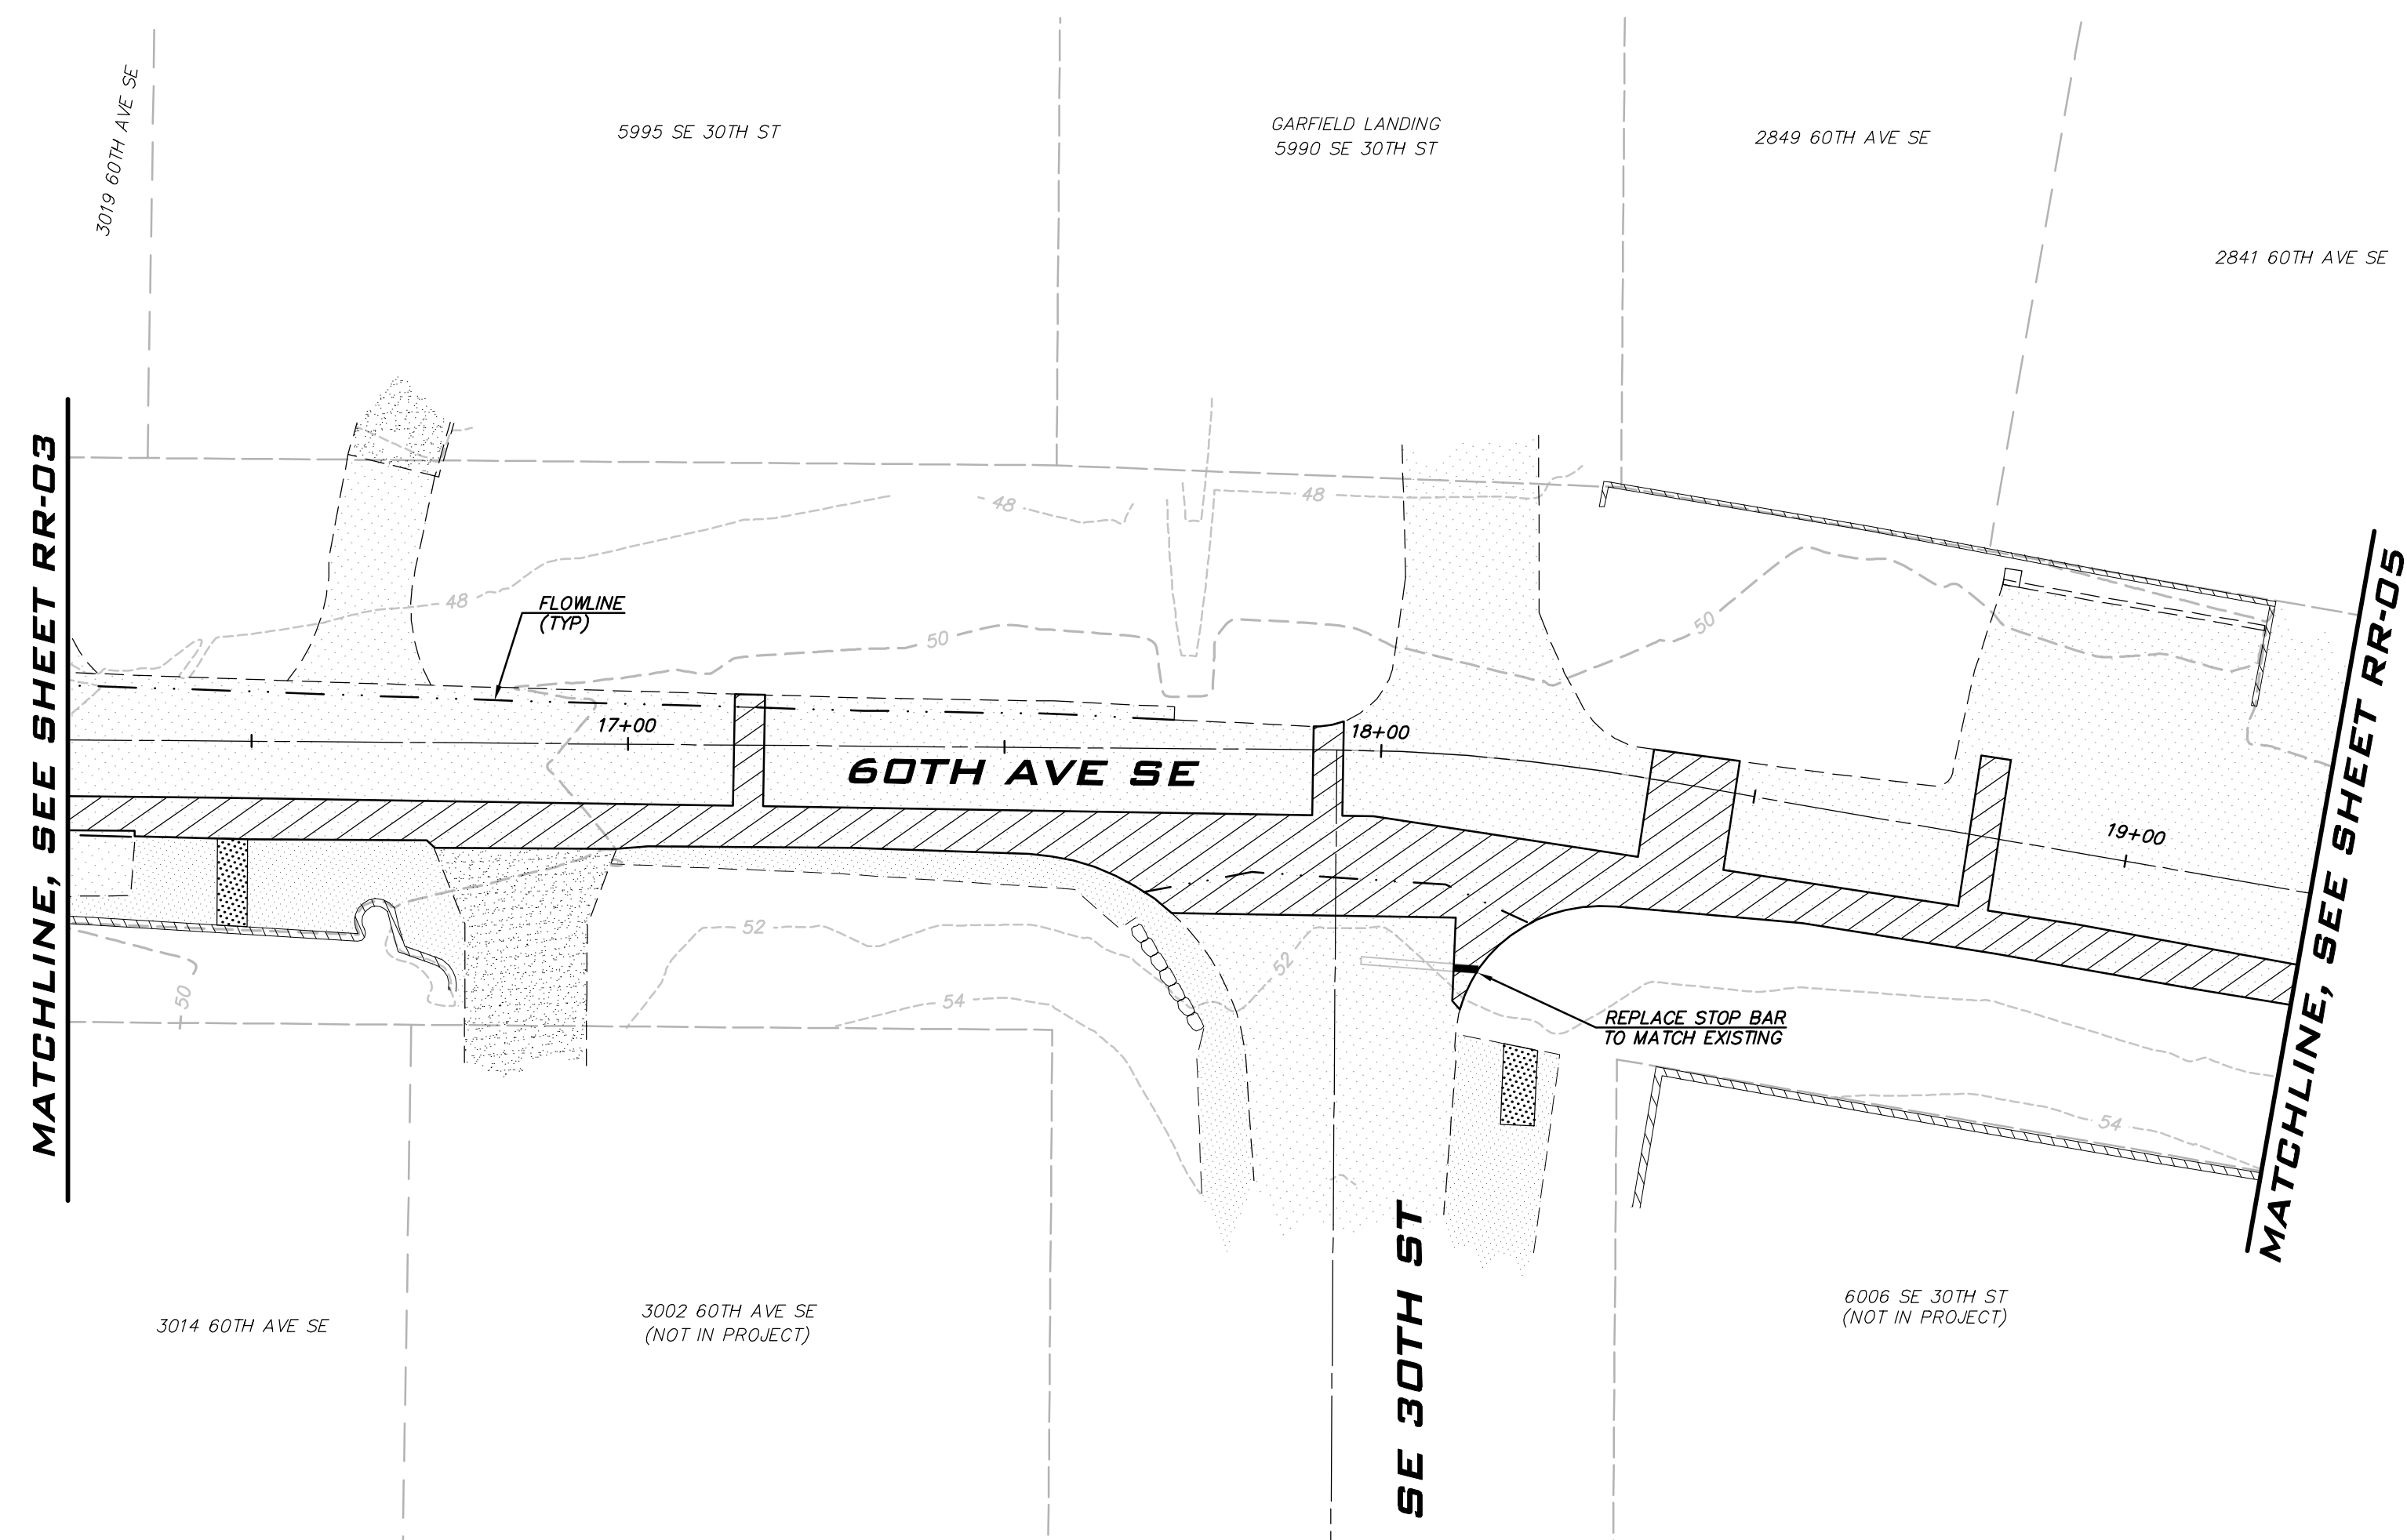 3019 60TH AVE SE
5995 SE 30TH ST
GARFIELD LANDING
5990 SE 30TH ST
2849 60TH AVE SE
2841 60TH AVE SE
MATCHLINE, SEE SHEET RR-03
MATCHLINE, SEE SHEET RR-05
48
48
48
FLOWLINE
(TYP)
50
50
17+00
18+00
60TH AVE SE
19+00
52
52
50
54
REPLACE STOP BAR
TO MATCH EXISTING
54
SE 30TH ST
3014 60TH AVE SE
3002 60TH AVE SE
(NOT IN PROJECT)
6006 SE 30TH ST
(NOT IN PROJECT)